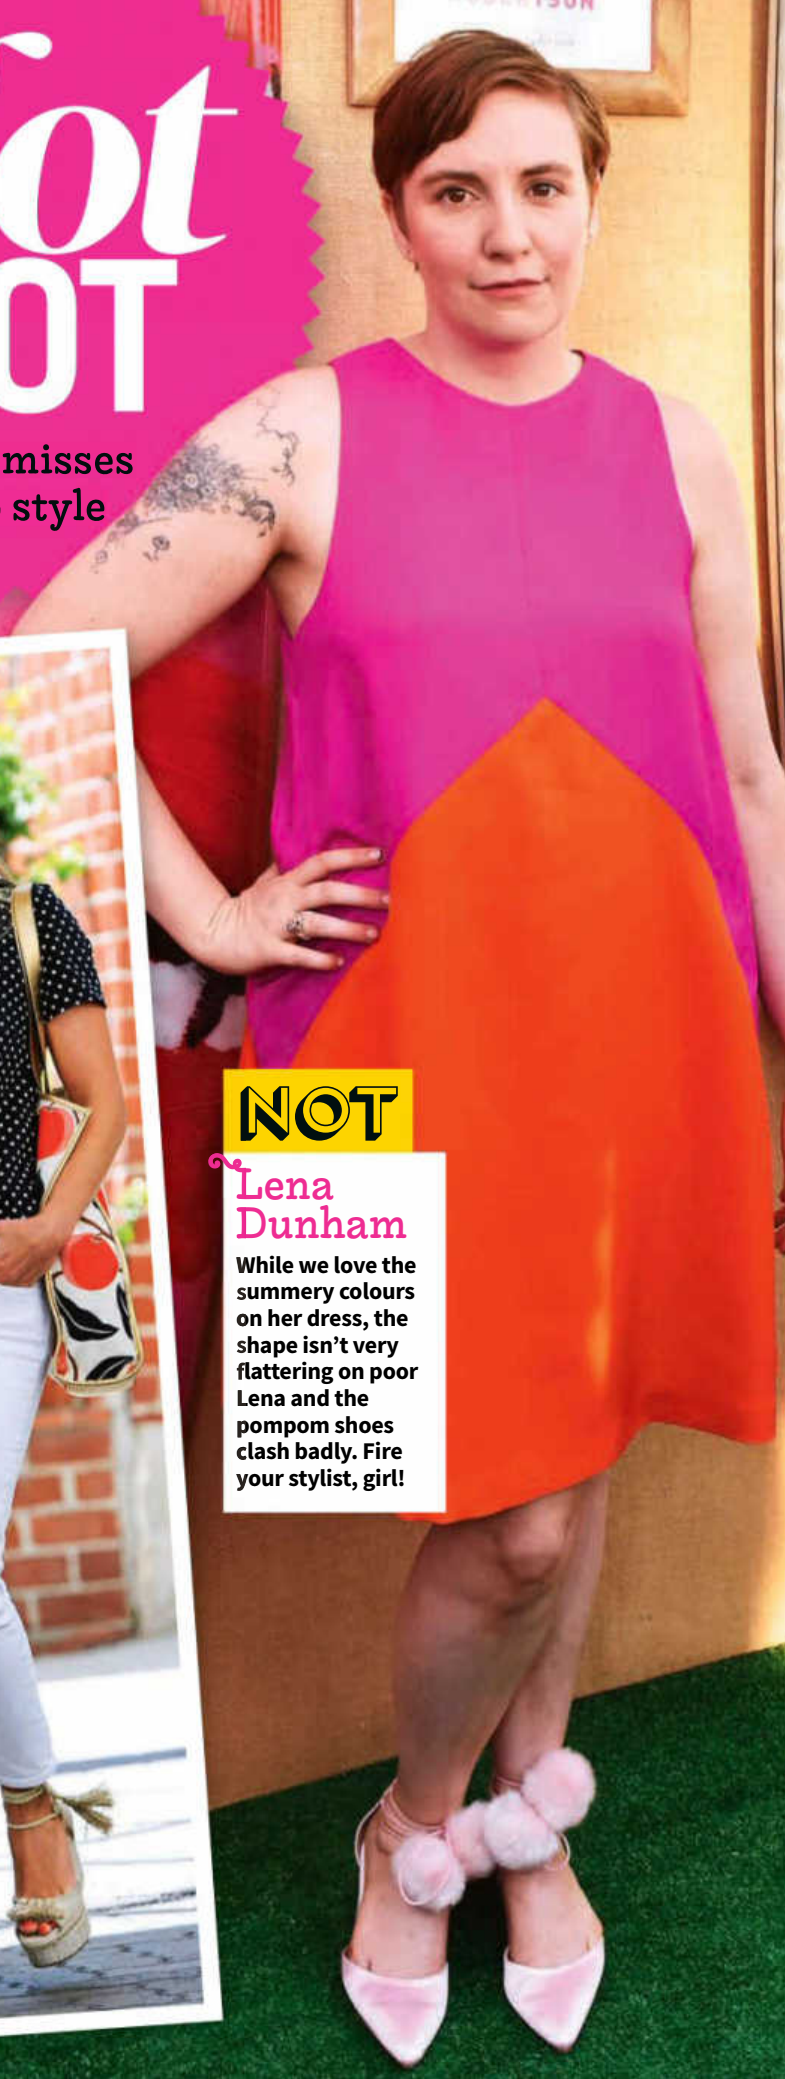 ot
OT
misses
style
NOT
Lena
Dunham
While we love the
summery colours
on her dress, the
shape isn't very
flattering on poor
Lena and the
pompom shoes
clash badly. Fire
your stylist, girl!